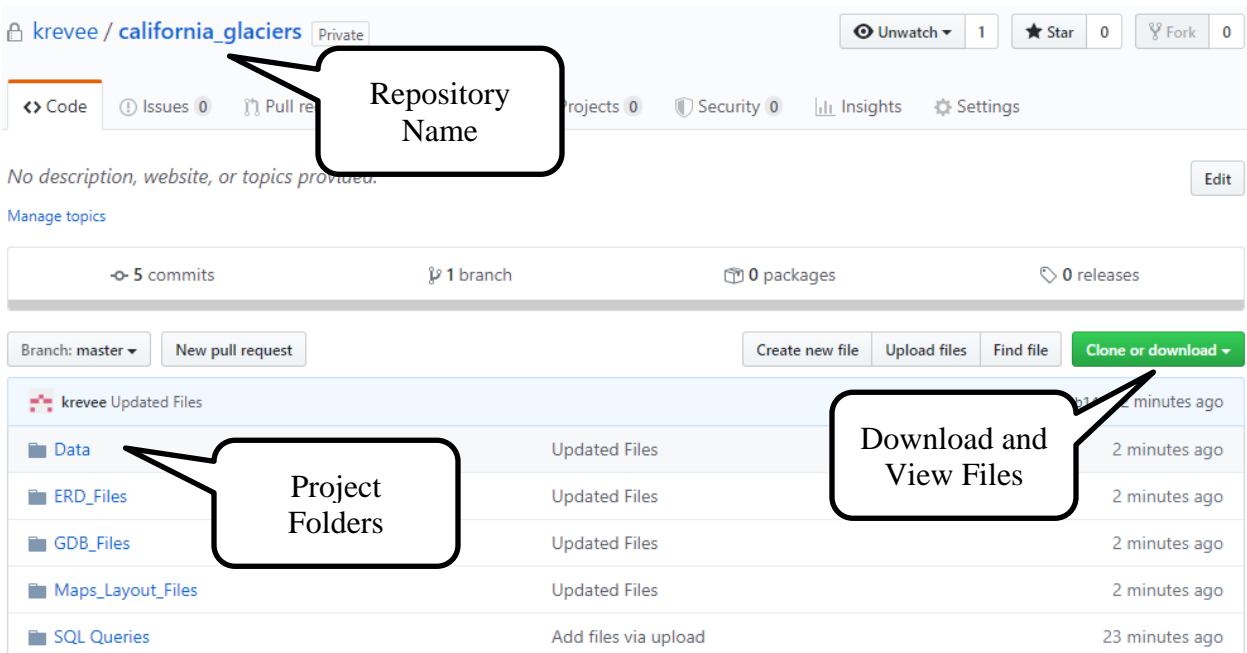 krevee / california_glaciers Private Unwatch 1 Star 0 Fork 0
Repository
Name
Code Issues 0 Pull Projects 0 Security 0 Insights Settings
No description, website, or topics provided. Edit
Manage topics
5 commits 1 branch 0 packages 0 releases
Branch: master New pull request Create new file Upload files Find file Clone or download
krevee Updated Files minutes ago
Download and
View Files
Data Updated Files 2 minutes ago
Project
Folders
ERD_Files Updated Files 2 minutes ago
GDB_Files Updated Files 2 minutes ago
Maps_Layout_Files Updated Files 2 minutes ago
SQL Queries Add files via upload 23 minutes ago